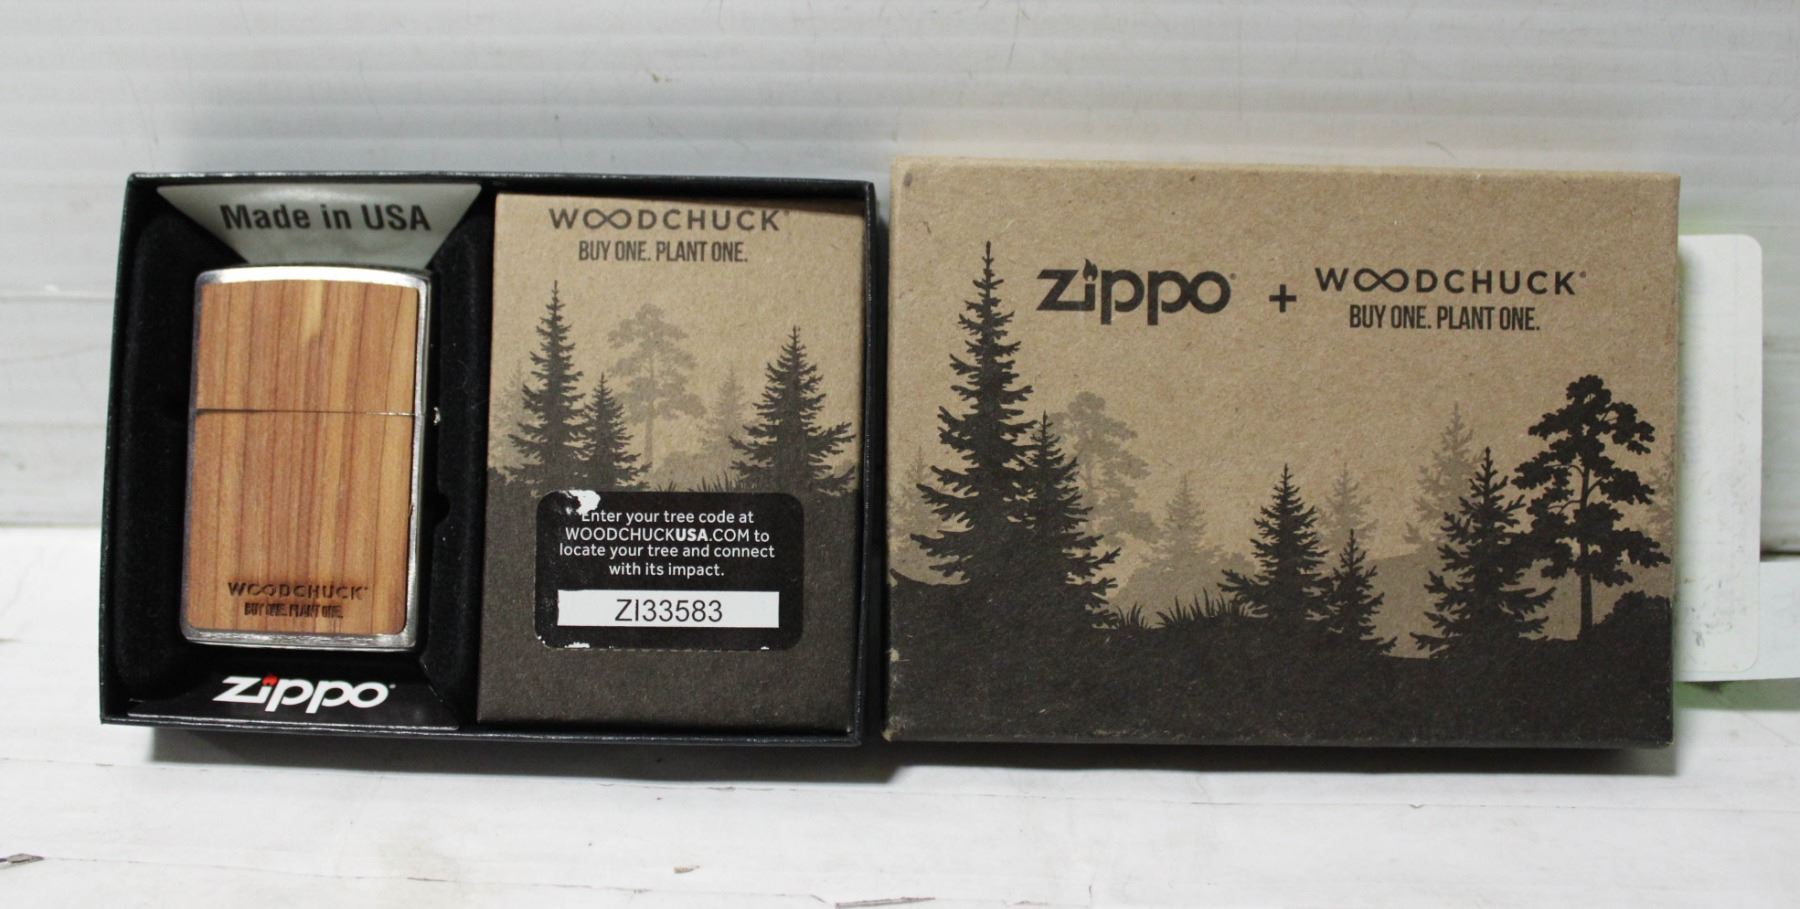 Made in USA
WOODCHUCK
BUY ONE. PLANT ONE.
zippo
WOODCHUCK
BUY ONE. PLANT ONE.
Enter your tree code at
WOODCHUCKUSA.COM to
locate your tree and connect
with its impact.
ZI33583
zippo + WOODCHUCK
BUY ONE. PLANT ONE.